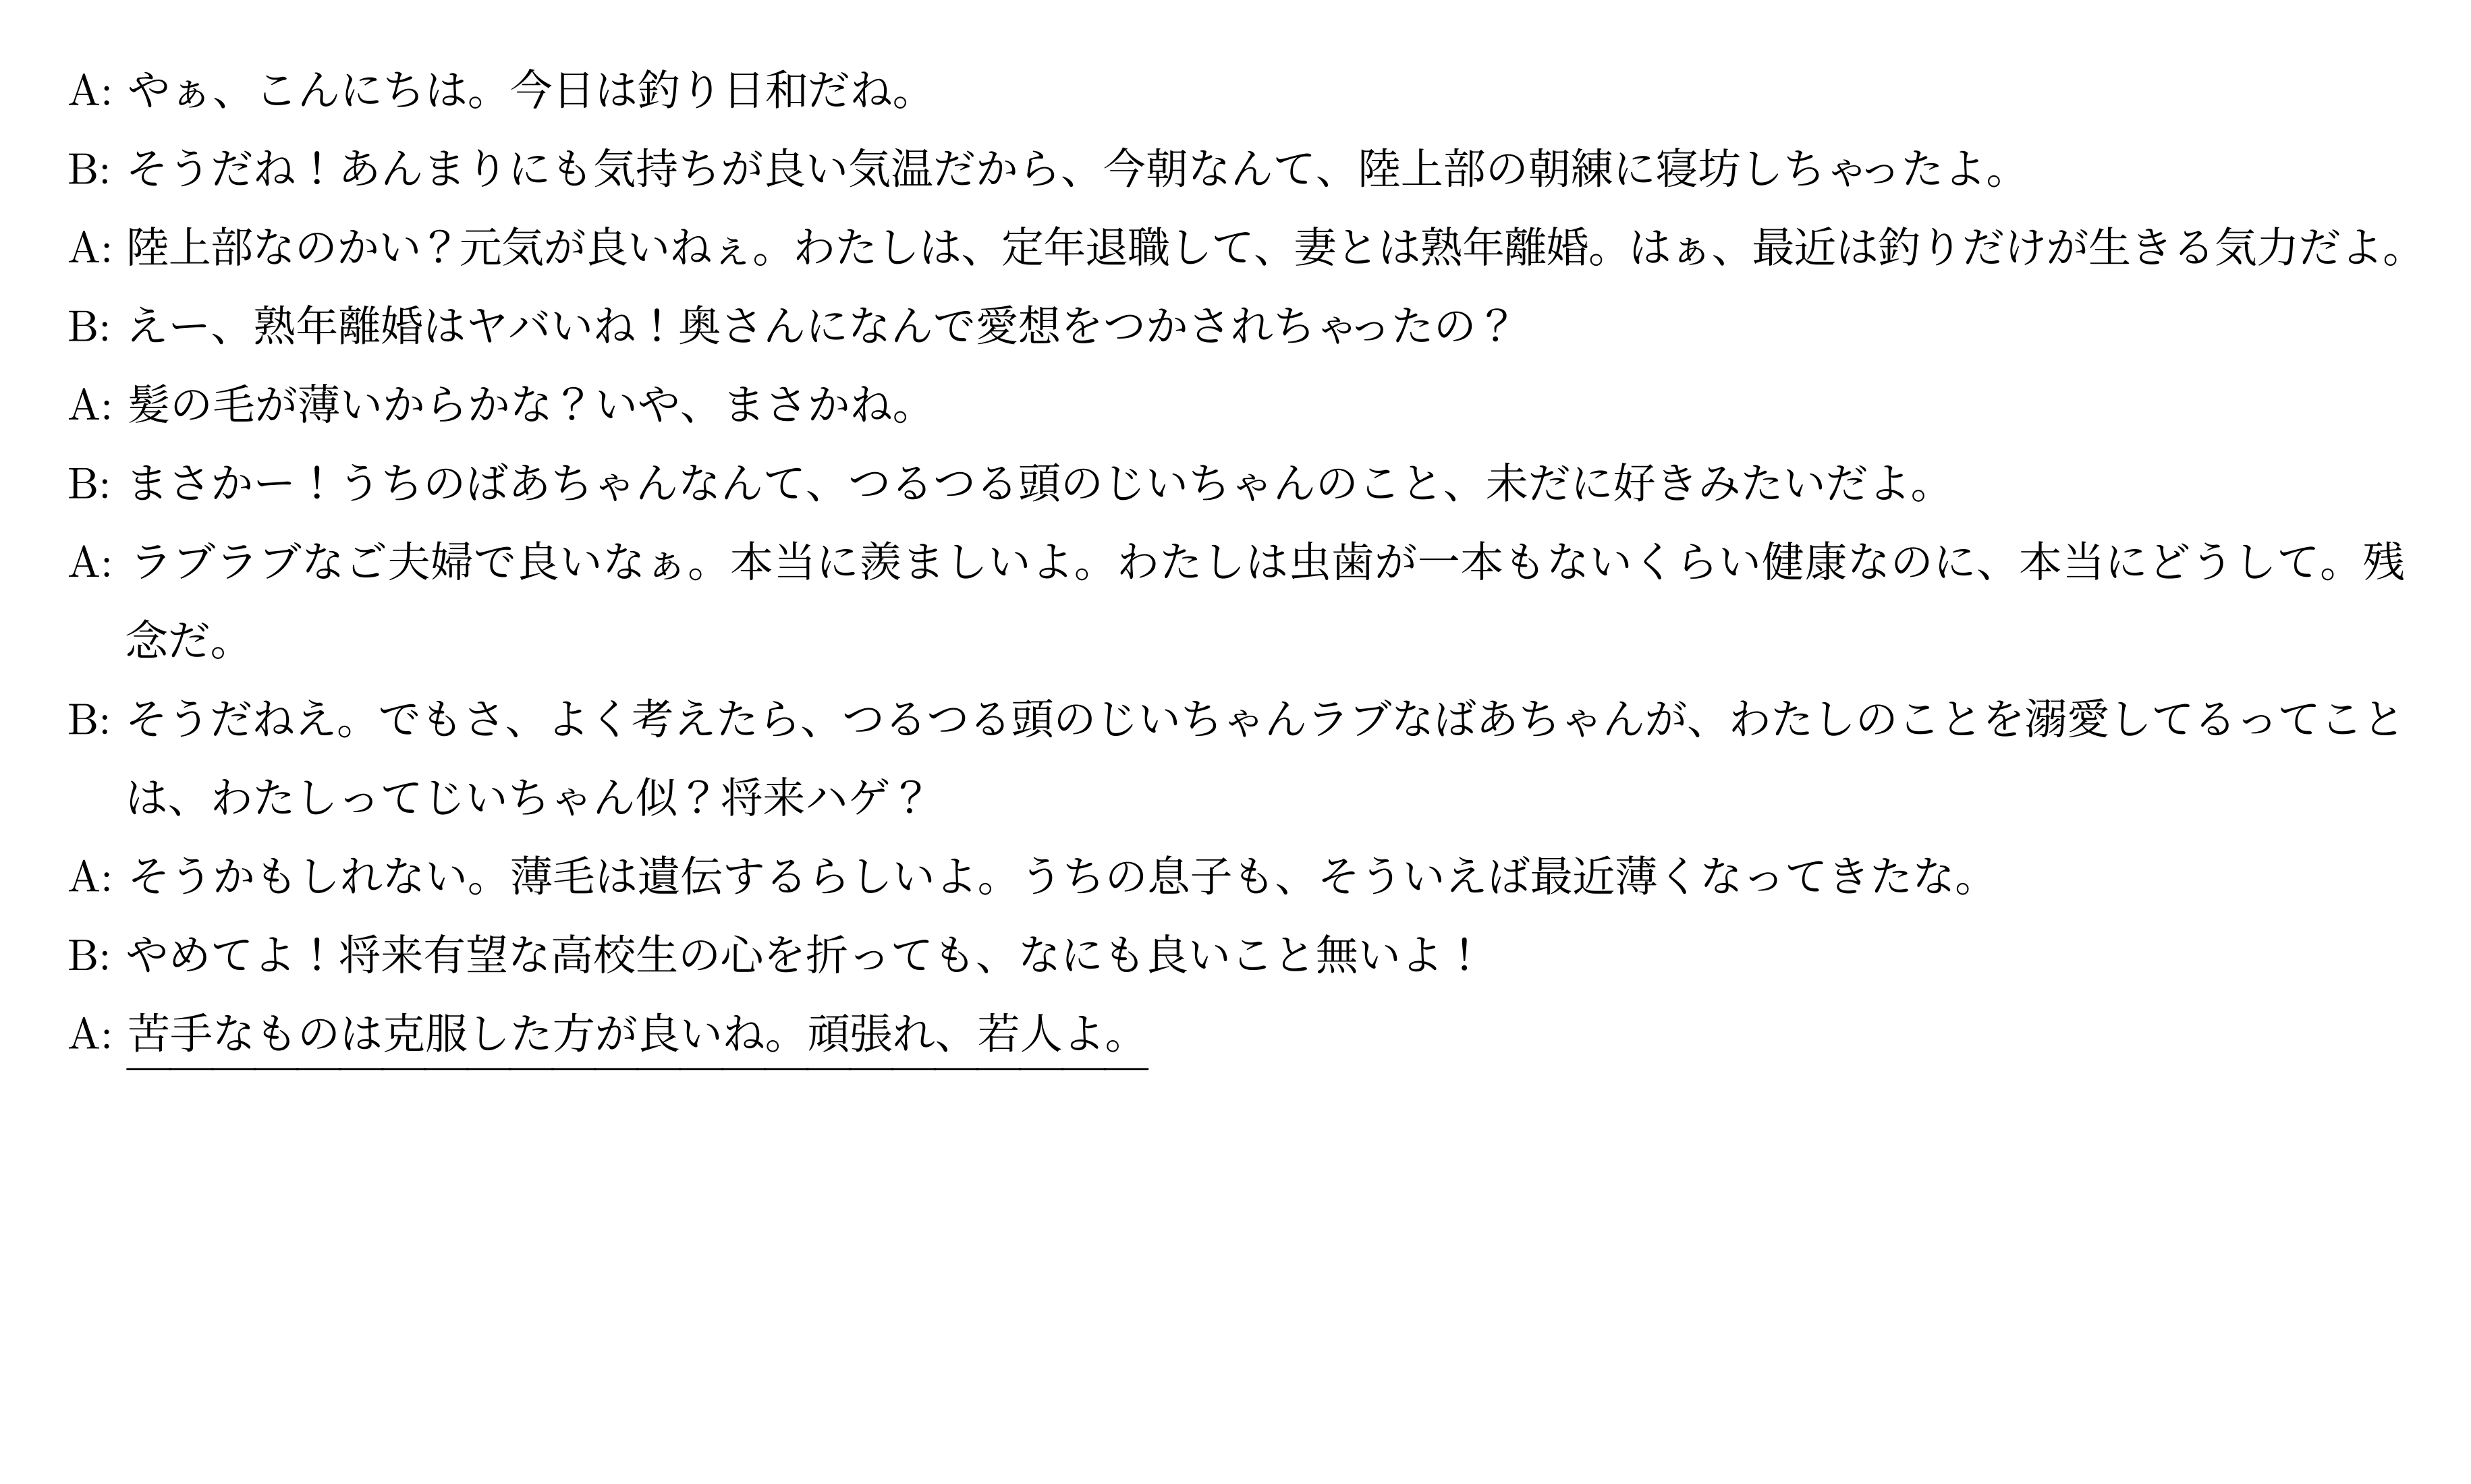 A: やぁ、こんにちは。今日は釣り日和だね。
B: そうだね！あんまりにも気持ちが良い気温だから、今朝なんて、陸上部の朝練に寝坊しちゃったよ。
A: 陸上部なのかい？元気が良いねぇ。わたしは、定年退職して、妻とは熟年離婚。はぁ、最近は釣りだけが生きる気力だよ。
B: えー、熟年離婚はヤバいね！奥さんになんで愛想をつかされちゃったの？
A: 髪の毛が薄いからかな？いや、まさかね。
B: まさかー！うちのばあちゃんなんて、つるつる頭のじいちゃんのこと、未だに好きみたいだよ。
A: ラブラブなご夫婦で良いなぁ。本当に羨ましいよ。わたしは虫歯が一本もないくらい健康なのに、本当にどうして。残
念だ。
B: そうだねえ。でもさ、よく考えたら、つるつる頭のじいちゃんラブなばあちゃんが、わたしのことを溺愛してるってこと
は、わたしってじいちゃん似？将来ハゲ？
A: そうかもしれない。薄毛は遺伝するらしいよ。うちの息子も、そういえば最近薄くなってきたな。
B: やめてよ！将来有望な高校生の心を折っても、なにも良いこと無いよ！
A: 苦手なものは克服した方が良いね。頑張れ、若人よ。